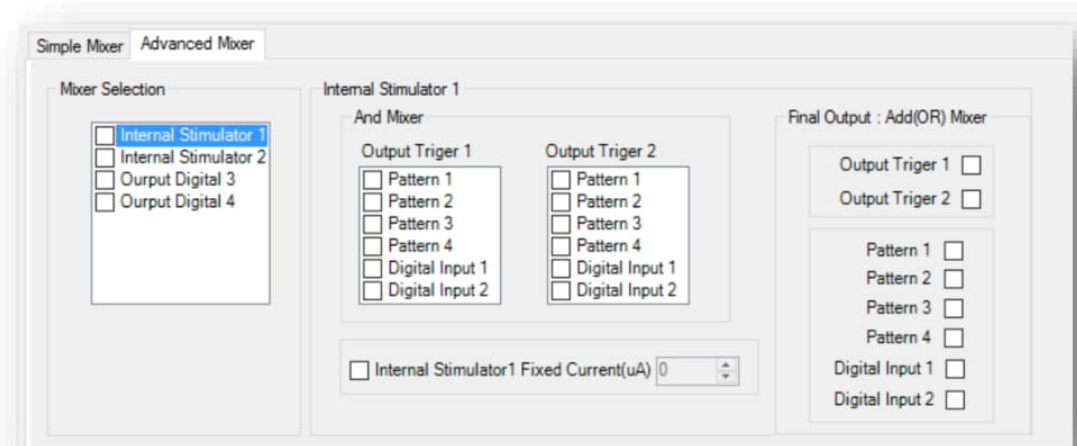 Simple Mixer
Advanced Mixer
Mixer Selection
Internal Stimulator 1
Internal Stimulator 2
Ourput Digital 3
Ourput Digital 4
Internal Stimulator 1
And Mixer
Output Triger 1
Pattern 1
Pattern 2
Pattern 3
Pattern 4
Digital Input 1
Digital Input 2
Output Triger 2
Pattern 1
Pattern 2
Pattern 3
Pattern 4
Digital Input 1
Digital Input 2
Internal Stimulator1 Fixed Current(uA) 0
Final Output : Add(OR) Mixer
Output Triger 1
Output Triger 2
Pattern 1
Pattern 2
Pattern 3
Pattern 4
Digital Input 1
Digital Input 2